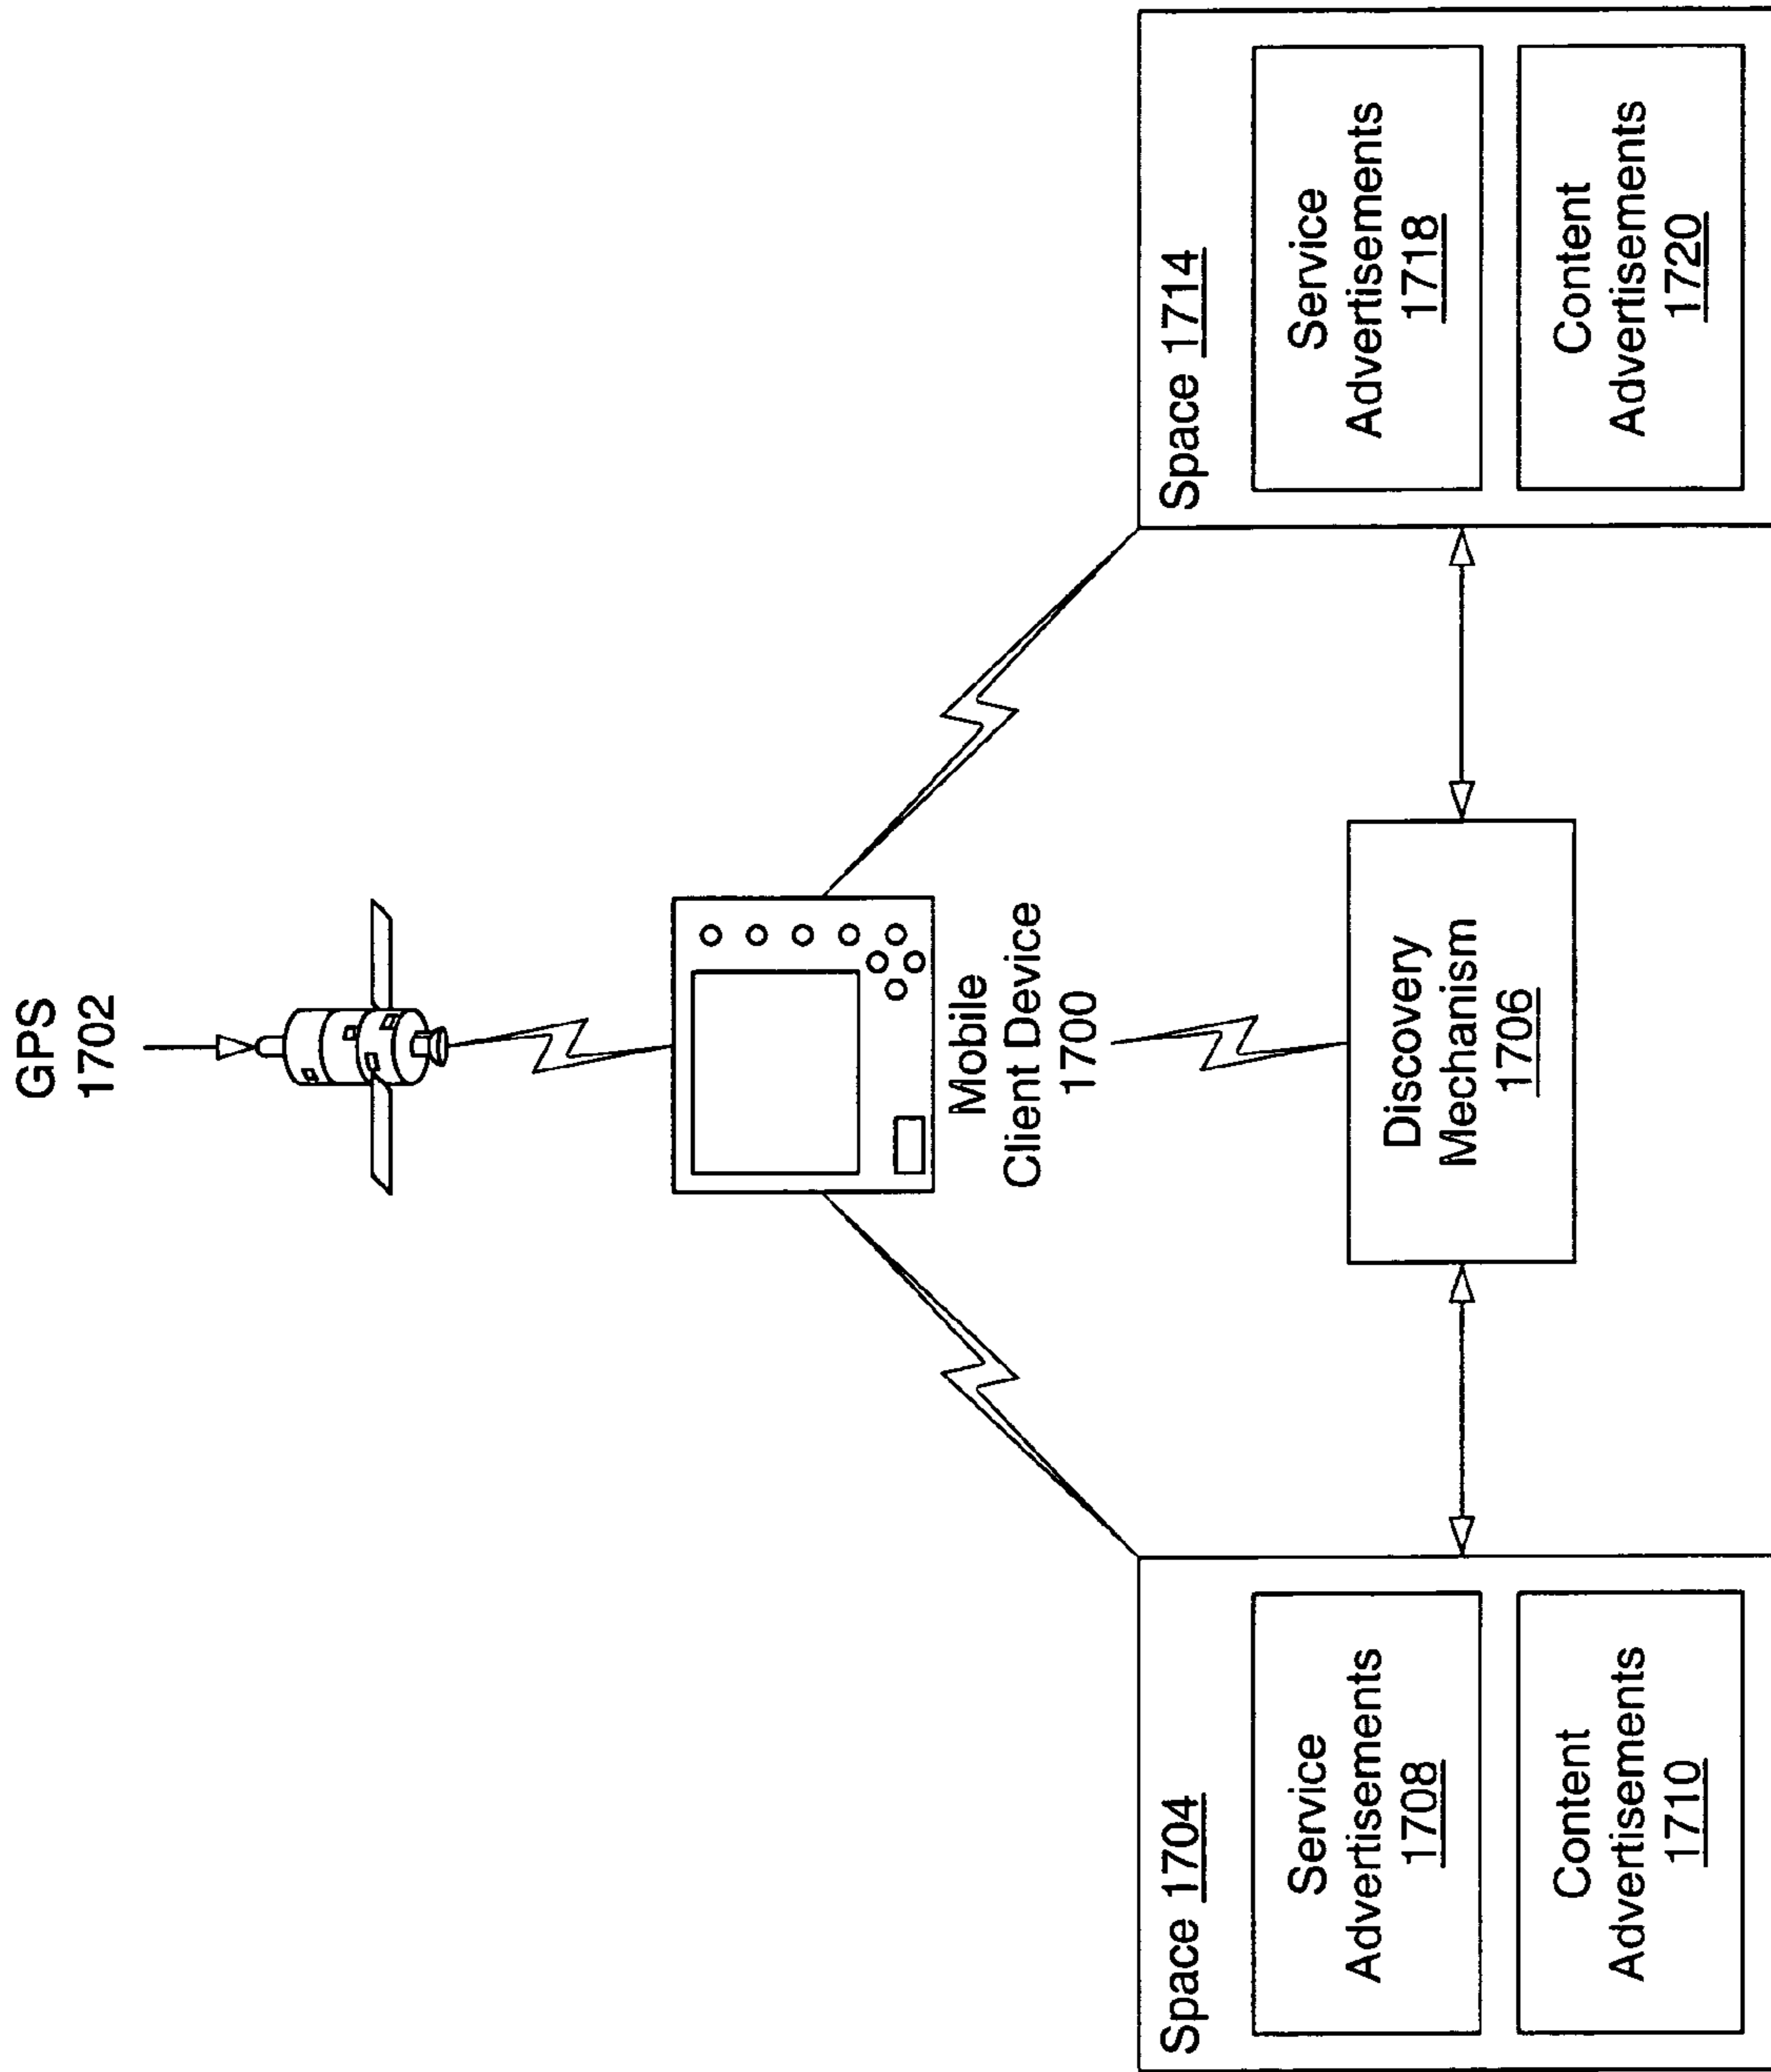 GPS
1702
Mobile
Client Device
1700
Discovery
Mechanism
1706
Space 1704
Service
Advertisements
1708
Content
Advertisements
1710
Space 1714
Service
Advertisements
1718
Content
Advertisements
1720